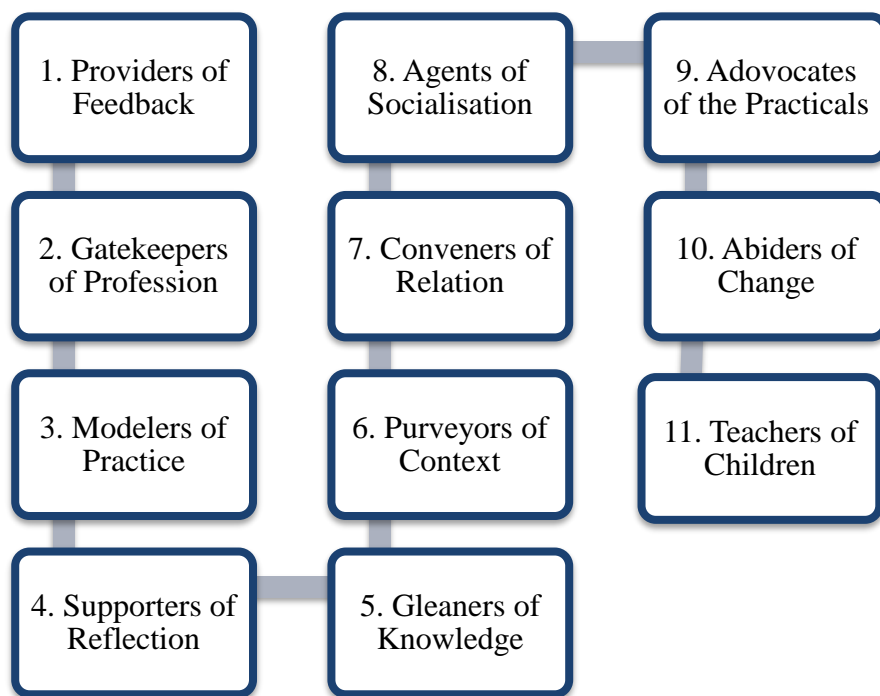 1. Providers of
Feedback
2. Gatekeepers
of Profession
3. Modelers of
Practice
4. Supporters of
Reflection
5. Gleaners of
Knowledge
6. Purveyors of
Context
7. Conveners of
Relation
8. Agents of
Socialisation
9. Adovocates
of the Practicals
10. Abiders of
Change
11. Teachers of
Children